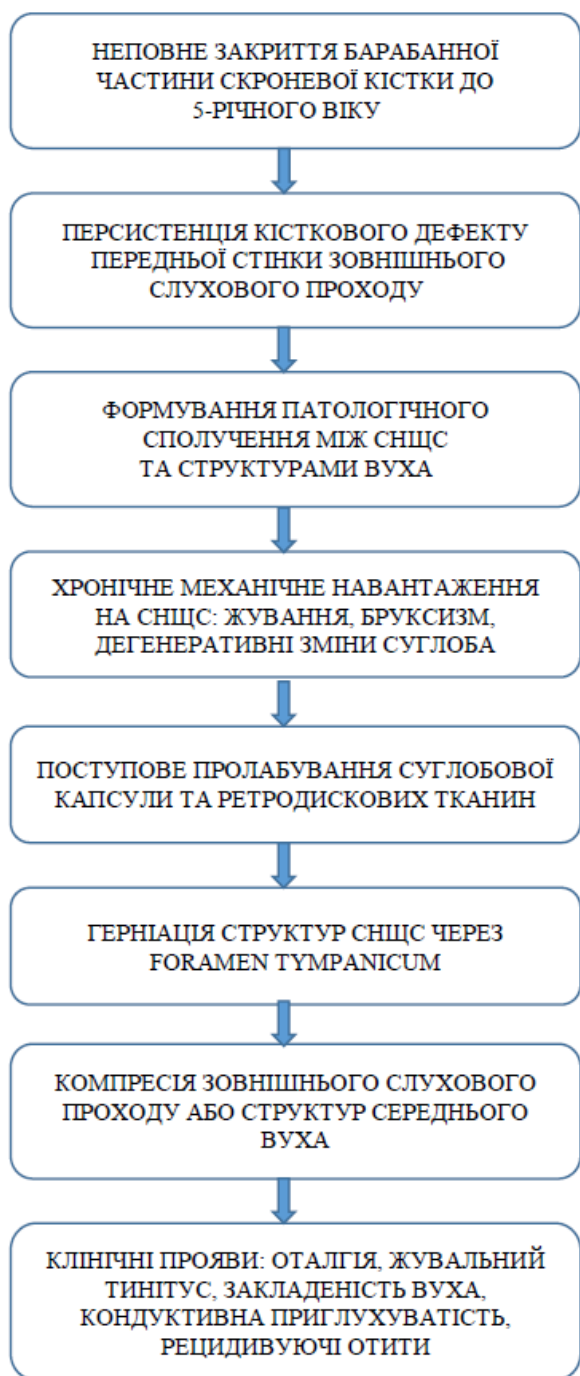 НЕПОВНЕ ЗАКРИТТЯ БАРАБАННОЇ
ЧАСТИНИ СКРОНЕВОЇ КІСТКИ ДО
5-РІЧНОГО ВІКУ
ПЕРСИСТЕНЦІЯ КІСТКОВОГО ДЕФЕКТУ
ПЕРЕДНЬОЇ СТІНКИ ЗОВНІШНЬОГО
СЛУХОВОГО ПРОХОДУ
ФОРМУВАННЯ ПАТОЛОГІЧНОГО
СПОЛУЧЕННЯ МІЖ СНЩС
ТА СТРУКТУРАМИ ВУХА
ХРОНІЧНЕ МЕХАНІЧНЕ НАВАНТАЖЕННЯ
НА СНЩС: ЖУВАННЯ, БРУКСИЗМ,
ДЕГЕНЕРАТИВНІ ЗМІНИ СУГЛОБА
ПОСТУПОВЕ ПРОЛАБУВАННЯ СУГЛОБОВОЇ
КАПСУЛИ ТА РЕТРОДИСКОВИХ ТКАНИН
ГЕРНІАЦІЯ СТРУКТУР СНЩС ЧЕРЕЗ
FORAMEN TYMPANICUM
КОМПРЕСІЯ ЗОВНІШНЬОГО СЛУХОВОГО
ПРОХОДУ АБО СТРУКТУР СЕРЕДНЬОГО
ВУХА
КЛІНІЧНІ ПРОЯВИ: ОТАЛГІЯ, ЖУВАЛЬНИЙ
ТИНІТУС, ЗАКЛАДЕНІСТЬ ВУХА,
КОНДУКТИВНА ПРИГЛУХУВАТІСТЬ,
РЕЦИДИВУЮЧІ ОТИТИ